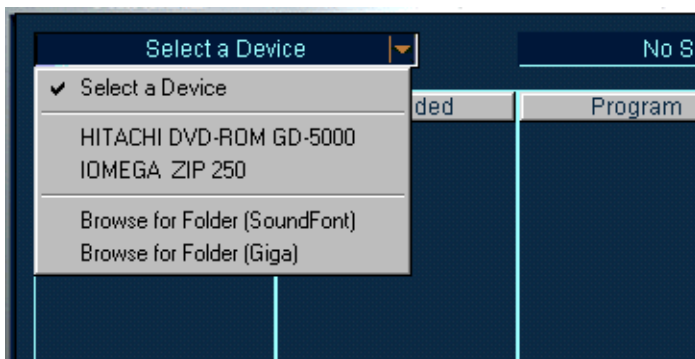 Select a Device
No S
Select a Device
ded
Program
HITACHI DVD-ROM GD-5000
IOMEGA ZIP 250
Browse for Folder (SoundFont)
Browse for Folder (Giga)